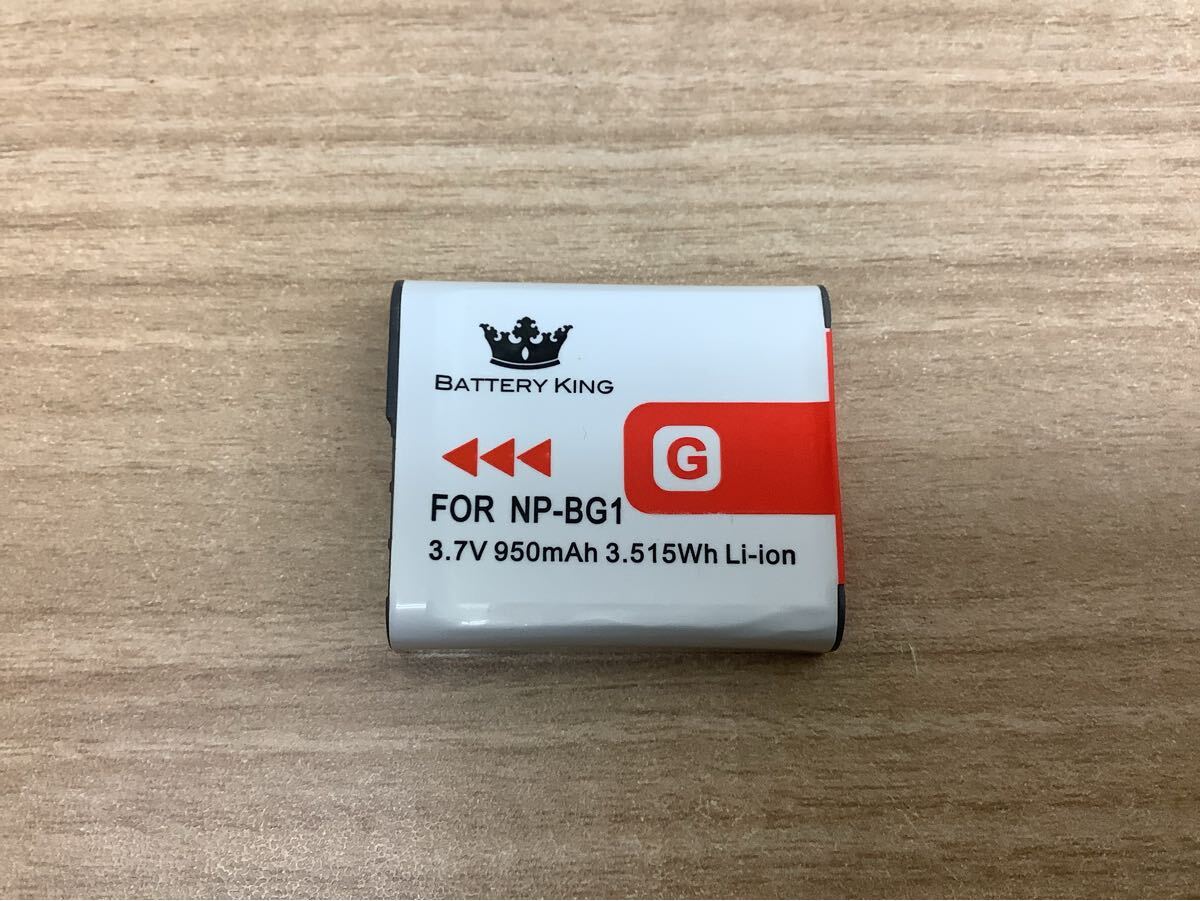 BATTERY KING
G
FOR NP-BG1
3.7V 950mAh 3.515Wh Li-ion